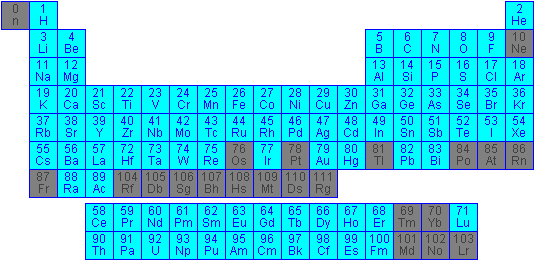 0 1 2
n H He
3 4 5 6 7 8 9 10
Li Be B C N O F Ne
11 12 13 14 15 16 17 18
Na Mg Al Si P S Cl Ar
19 20 21 22 23 24 25 26 27 28 29 30 31 32 33 34 35 36
K Ca Sc Ti V Cr Mn Fe Co Ni Cu Zn Ga Ge As Se Br Kr
37 38 39 40 41 42 43 44 45 46 47 48 49 50 51 52 53 54
Rb Sr Y Zr Nb Mo Tc Ru Rh Pd Ag Cd In Sn Sb Te I Xe
55 56 57 72 73 74 75 76 77 78 79 80 81 82 83 84 85 86
Cs Ba La Hf Ta W Re Os Ir Pt Au Hg Tl Pb Bi Po At Rn
87 88 89 104 105 106 107 108 109 110 111
Fr Ra Ac Rf Db Sg Bh Hs Mt Ds Rg
58 59 60 61 62 63 64 65 66 67 68 69 70 71
Ce Pr Nd Pm Sm Eu Gd Tb Dy Ho Er Tm Yb Lu
90 91 92 93 94 95 96 97 98 99 100 101 102 103
Th Pa U Np Pu Am Cm Bk Cf Es Fm Md No Lr